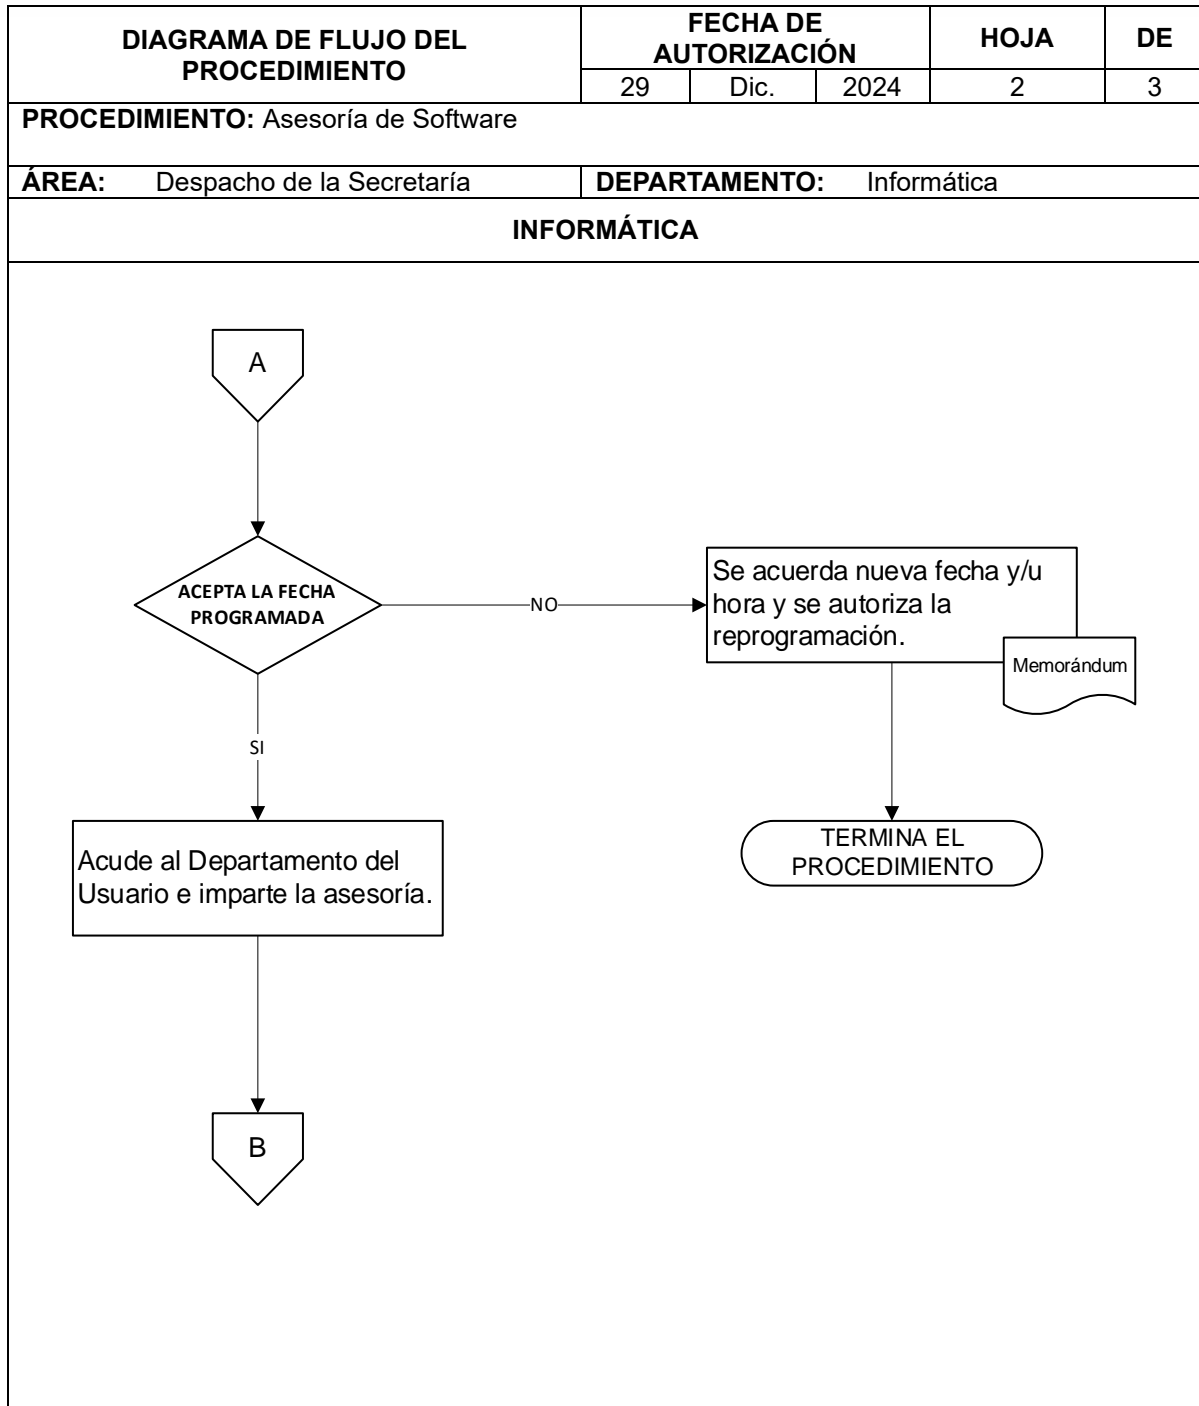 DIAGRAMA DE FLUJO DEL
PROCEDIMIENTO
FECHA DE
AUTORIZACIÓN
HOJA
DE
29
Dic.
2024
2
3
PROCEDIMIENTO: Asesoría de Software
ÁREA: Despacho de la Secretaría
DEPARTAMENTO: Informática
INFORMÁTICA
A
ACEPTA LA FECHA
PROGRAMADA
NO
Se acuerda nueva fecha y/u
hora y se autoriza la
reprogramación.
Memorándum
SI
Acude al Departamento del
Usuario e imparte la asesoría.
TERMINA EL
PROCEDIMIENTO
B